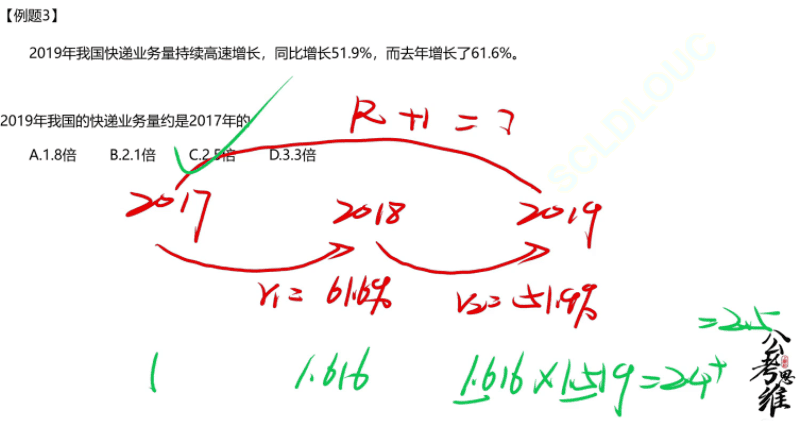 【例题3】
2019年我国快递业务量持续高速增长，同比增长51.9%，而去年增长了61.6%。
2019年我国的快递业务量约是2017年的
A.1.8倍 B.2.1倍 C.2.5倍 D.3.3倍
R+1=?
2017 2018 2019
r₁=61.6% r₂=51.9%
=2.5
1 1.616 1.616×1.519=2.4⁺
公考思维
SCLDLOUC